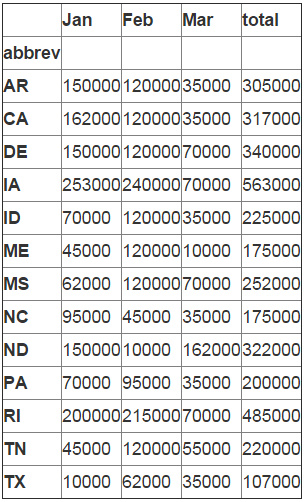 Jan Feb Mar total
abbrev
AR 150000 120000 35000 305000
CA 162000 120000 35000 317000
DE 150000 120000 70000 340000
IA 253000 240000 70000 563000
ID 70000 120000 35000 225000
ME 45000 120000 10000 175000
MS 62000 120000 70000 252000
NC 95000 45000 35000 175000
ND 150000 10000 162000 322000
PA 70000 95000 35000 200000
RI 200000 215000 70000 485000
TN 45000 120000 55000 220000
TX 10000 62000 35000 107000